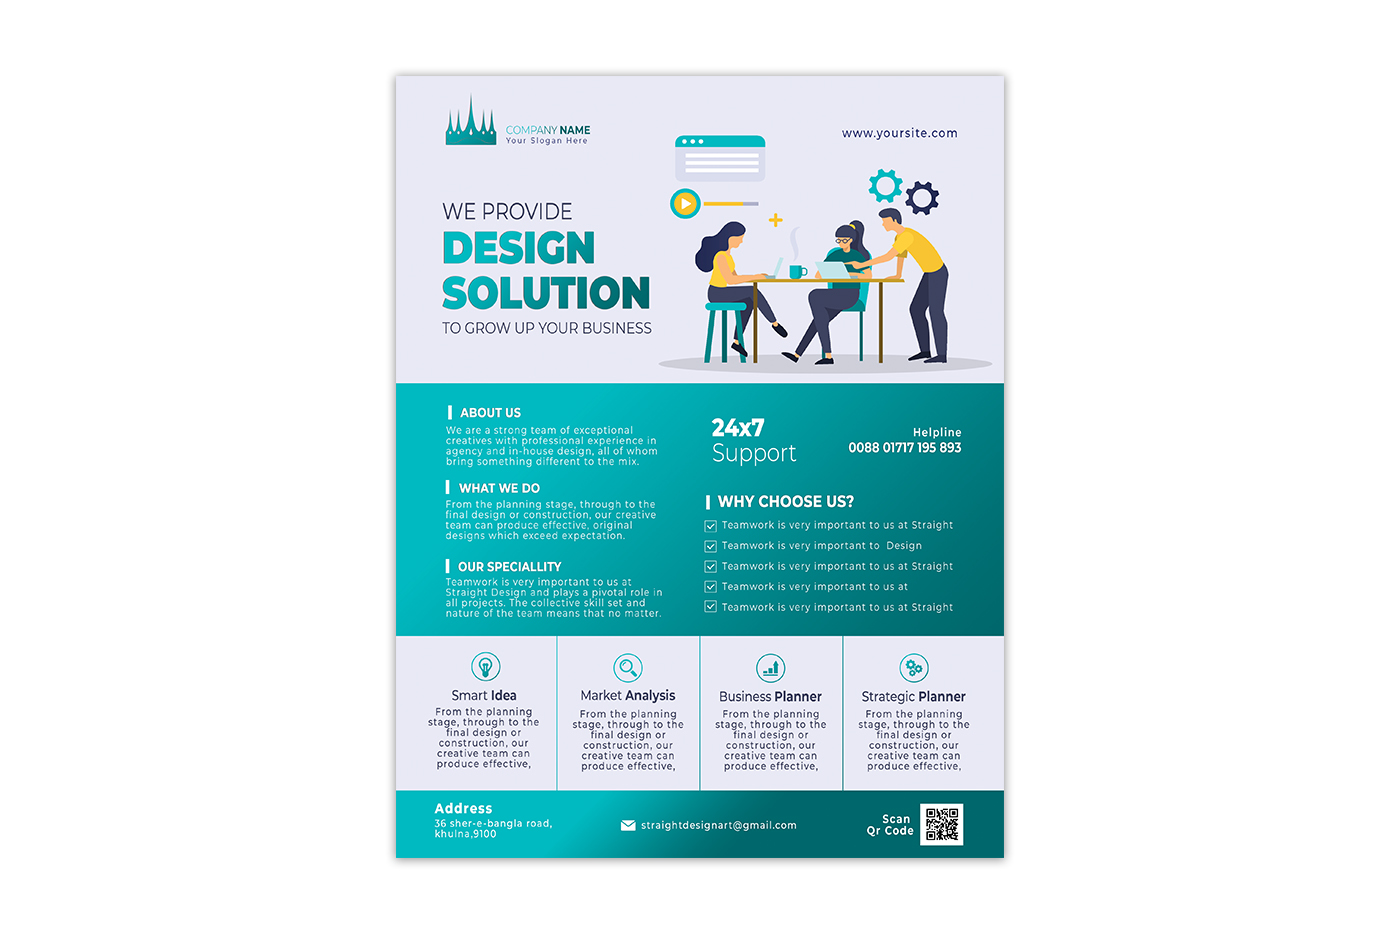 COMPANY NAME
Your Slogan Here
www.yoursite.com
WE PROVIDE
DESIGN
SOLUTION
TO GROW UP YOUR BUSINESS
ABOUT US
We are a strong team of exceptional
creatives with professional experience in
agency and in-house design, all of whom
bring something different to the mix.
WHAT WE DO
From the planning stage, through to the
final design or construction, our creative
team can produce effective, original
designs which exceed expectation.
OUR SPECIALLITY
Teamwork is very important to us at
Straight Design and plays a pivotal role in
all projects. The collective skill set and
nature of the team means that no matter.
24x7
Support
Helpline
0088 01717 195 893
WHY CHOOSE US?
Teamwork is very important to us at Straight
Teamwork is very important to Design
Teamwork is very important to us at Straight
Teamwork is very important to us at
Teamwork is very important to us at Straight
Smart Idea
From the planning
stage, through to the
final design or
construction, our
creative team can
produce effective,
Market Analysis
From the planning
stage, through to the
final design or
construction, our
creative team can
produce effective,
Business Planner
From the planning
stage, through to the
final design or
construction, our
creative team can
produce effective,
Strategic Planner
From the planning
stage, through to the
final design or
construction, our
creative team can
produce effective,
Address
36 sher-e-bangla road,
khulna,9100
straightdesignart@gmail.com
Scan
Qr Code